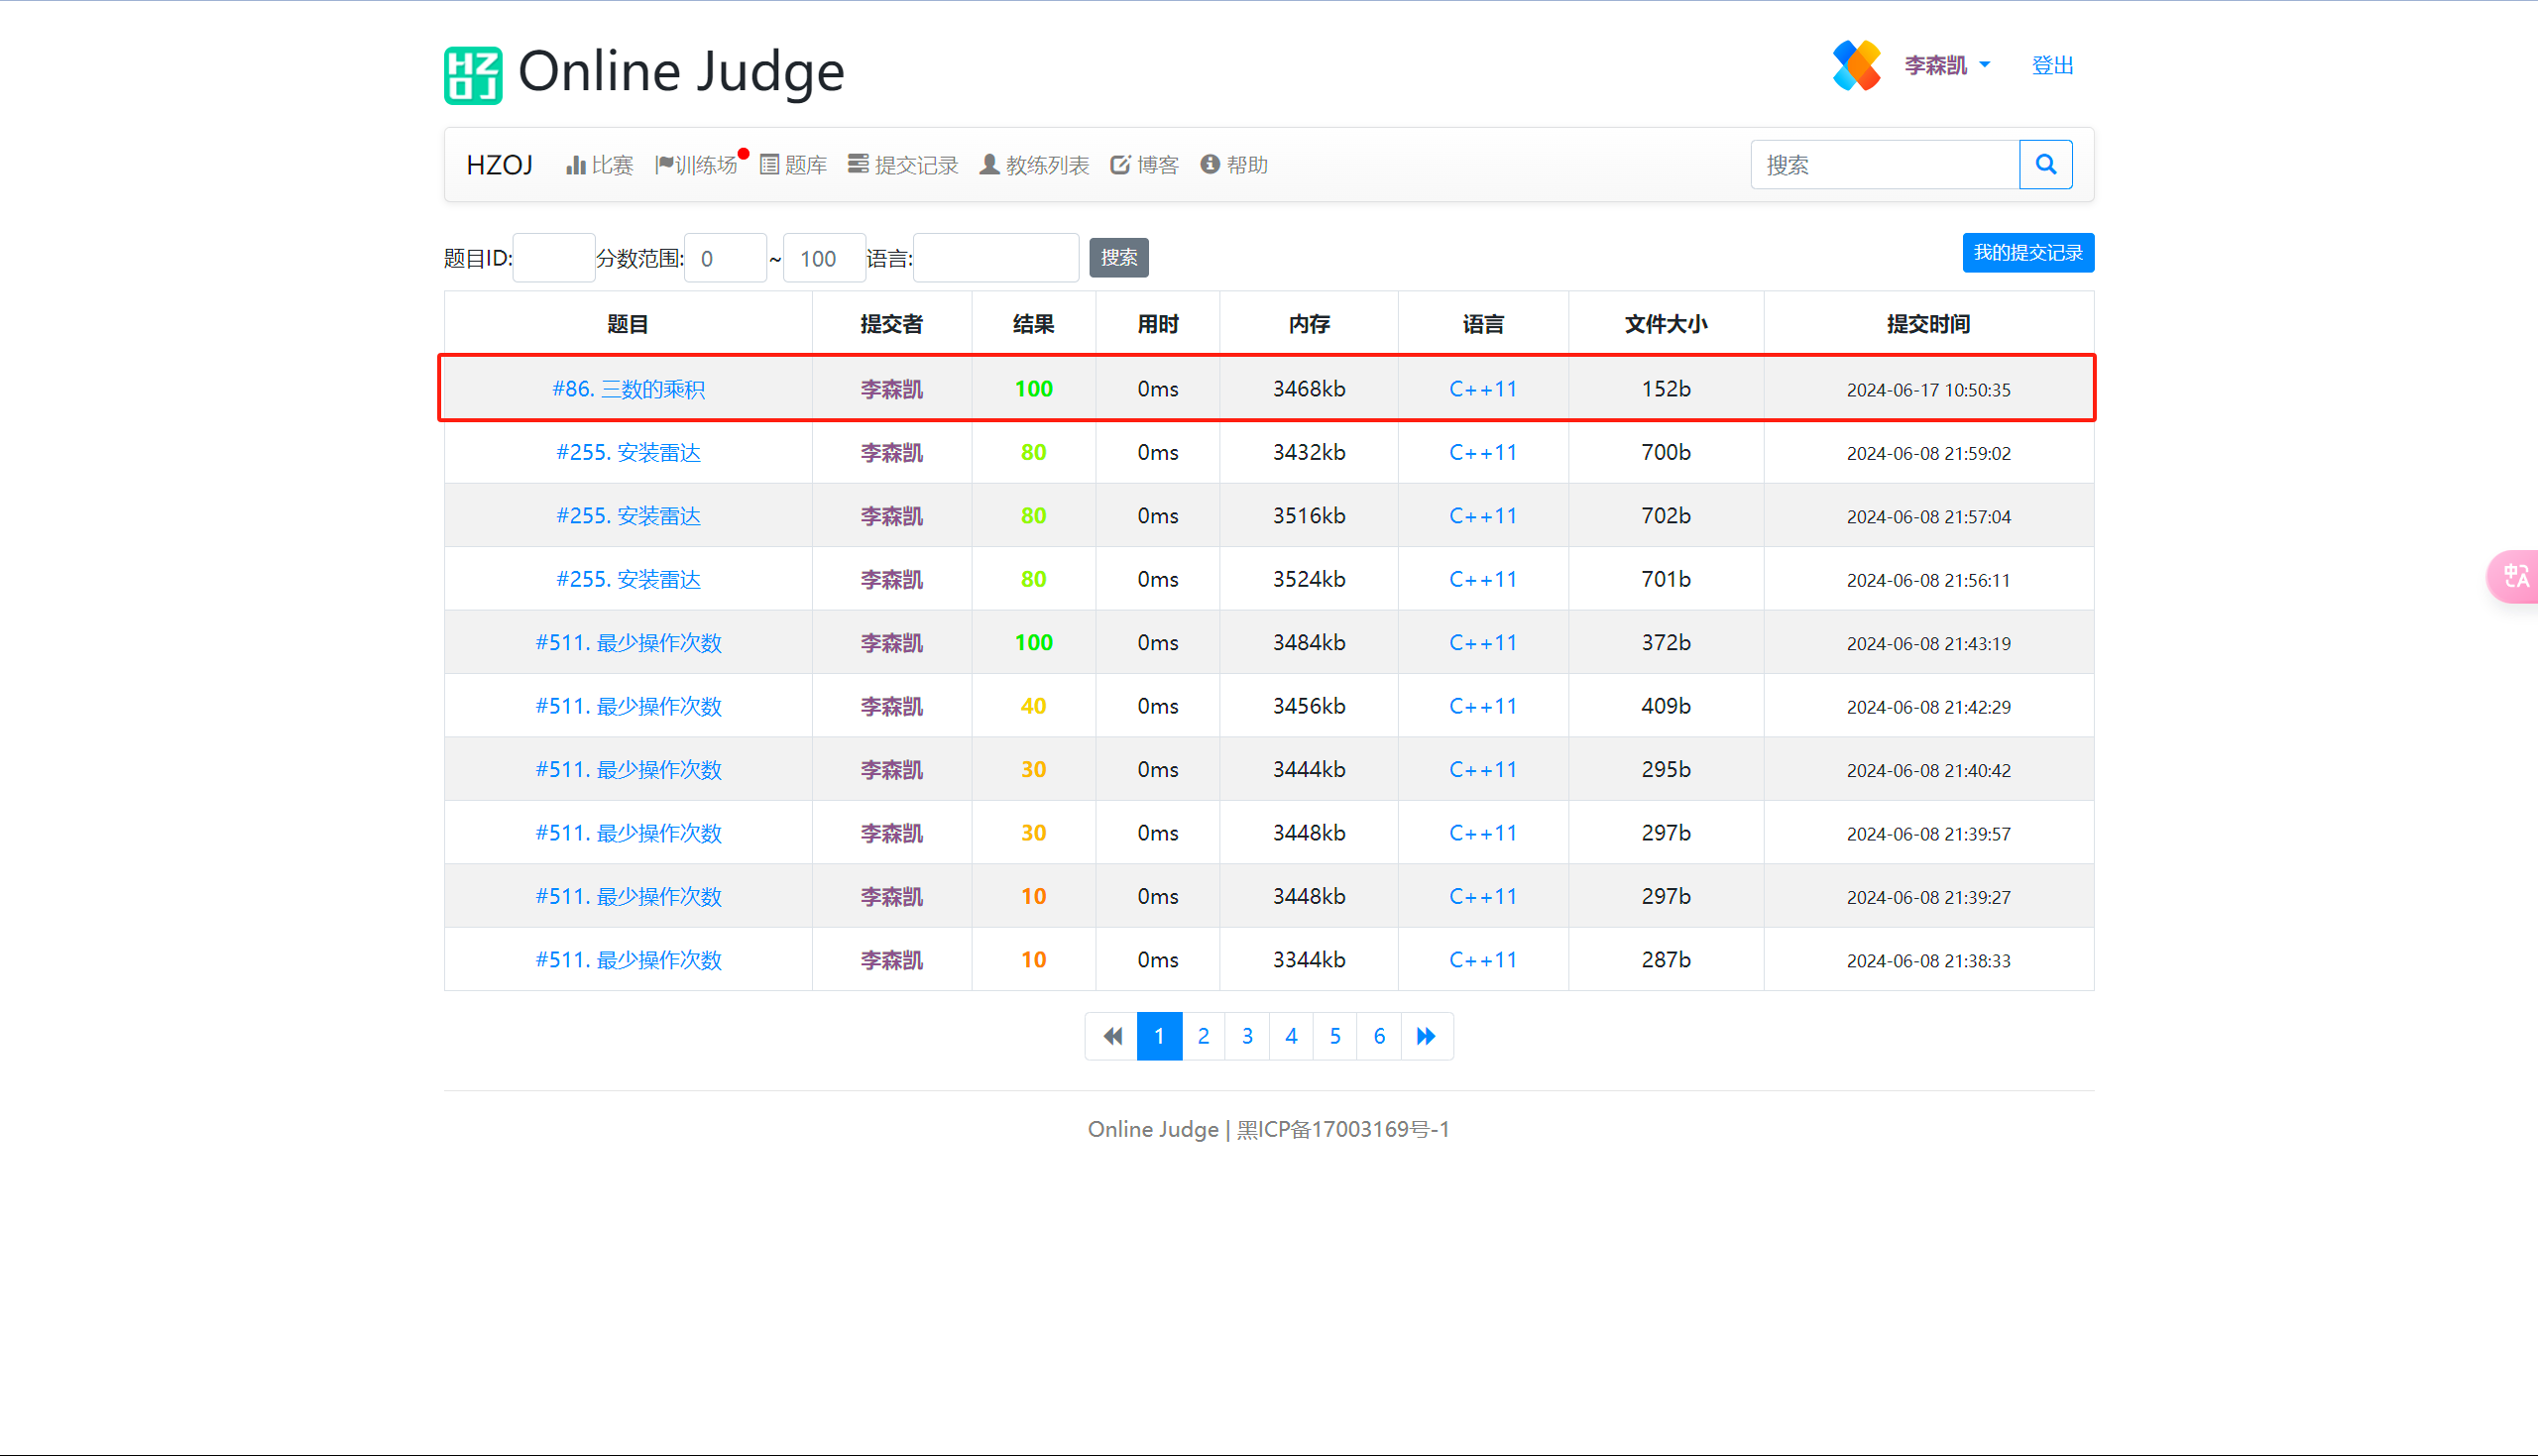 HZOJ Online Judge
李森凯 登出
HZOJ 比赛 训练场 题库 提交记录 教练列表 博客 帮助 搜索
题目ID: 分数范围: 0 ~ 100 语言: 搜索 我的提交记录
题目 提交者 结果 用时 内存 语言 文件大小 提交时间
#86. 三数的乘积 李森凯 100 0ms 3468kb C++11 152b 2024-06-17 10:50:35
#255. 安装雷达 李森凯 80 0ms 3432kb C++11 700b 2024-06-08 21:59:02
#255. 安装雷达 李森凯 80 0ms 3516kb C++11 702b 2024-06-08 21:57:04
#255. 安装雷达 李森凯 80 0ms 3524kb C++11 701b 2024-06-08 21:56:11
#511. 最少操作次数 李森凯 100 0ms 3484kb C++11 372b 2024-06-08 21:43:19
#511. 最少操作次数 李森凯 40 0ms 3456kb C++11 409b 2024-06-08 21:42:29
#511. 最少操作次数 李森凯 30 0ms 3444kb C++11 295b 2024-06-08 21:40:42
#511. 最少操作次数 李森凯 30 0ms 3448kb C++11 297b 2024-06-08 21:39:57
#511. 最少操作次数 李森凯 10 0ms 3448kb C++11 297b 2024-06-08 21:39:27
#511. 最少操作次数 李森凯 10 0ms 3344kb C++11 287b 2024-06-08 21:38:33
1 2 3 4 5 6
Online Judge | 黑ICP备17003169号-1
中A